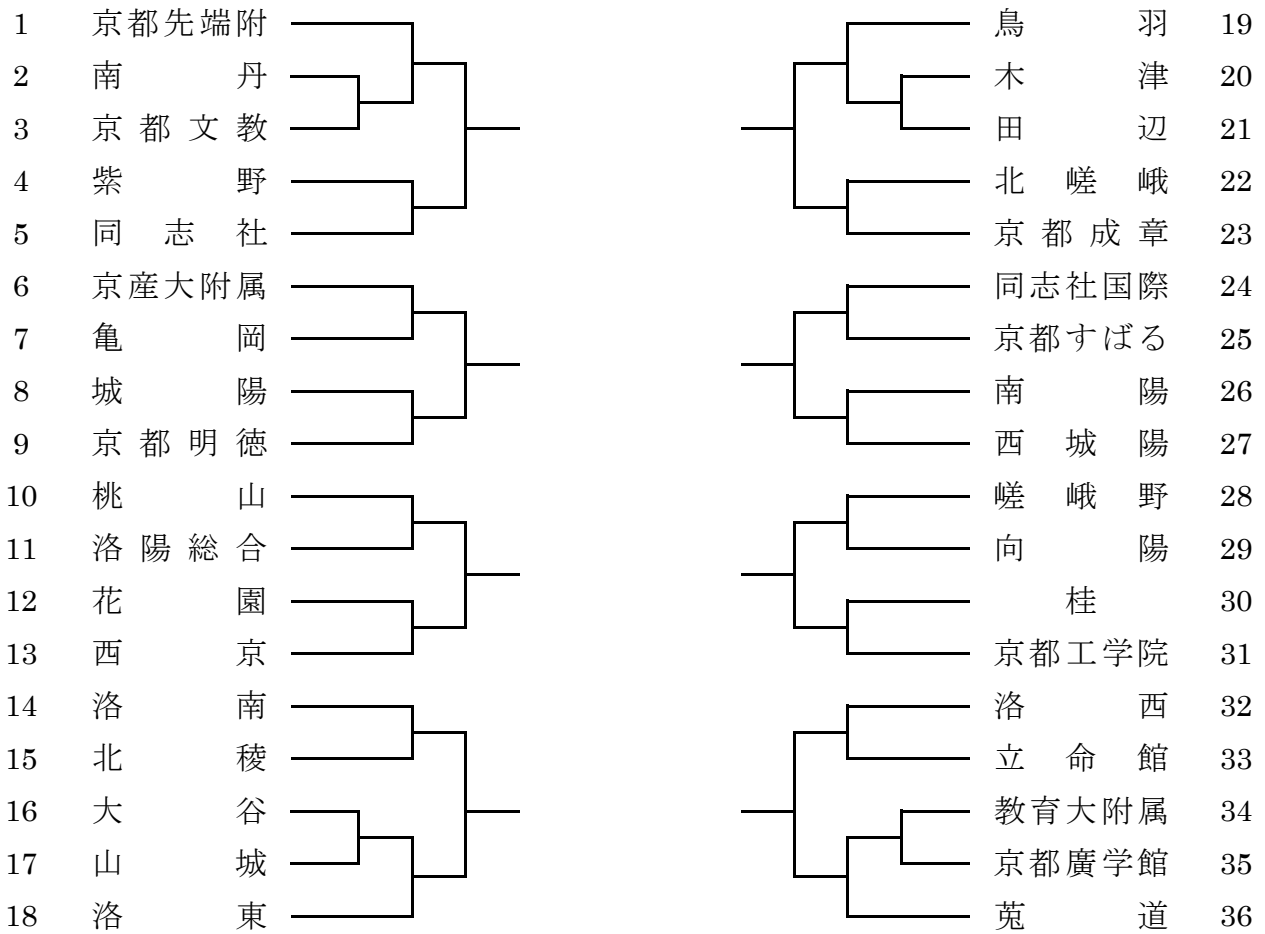 1 京都先端附
2 南丹
3 京都文教
4 紫野
5 同志社
6 京産大附属
7 亀岡
8 城陽
9 京都明徳
10 桃山
11 洛陽総合
12 花園
13 西京
14 洛南
15 北稜
16 大谷
17 山城
18 洛東
鳥羽 19
木津 20
田辺 21
北嵯峨 22
京都成章 23
同志社国際 24
京都すばる 25
南陽 26
西城陽 27
嵯峨野 28
向陽 29
桂 30
京都工学院 31
洛西 32
立命館 33
教育大附属 34
京都廣学館 35
莵道 36